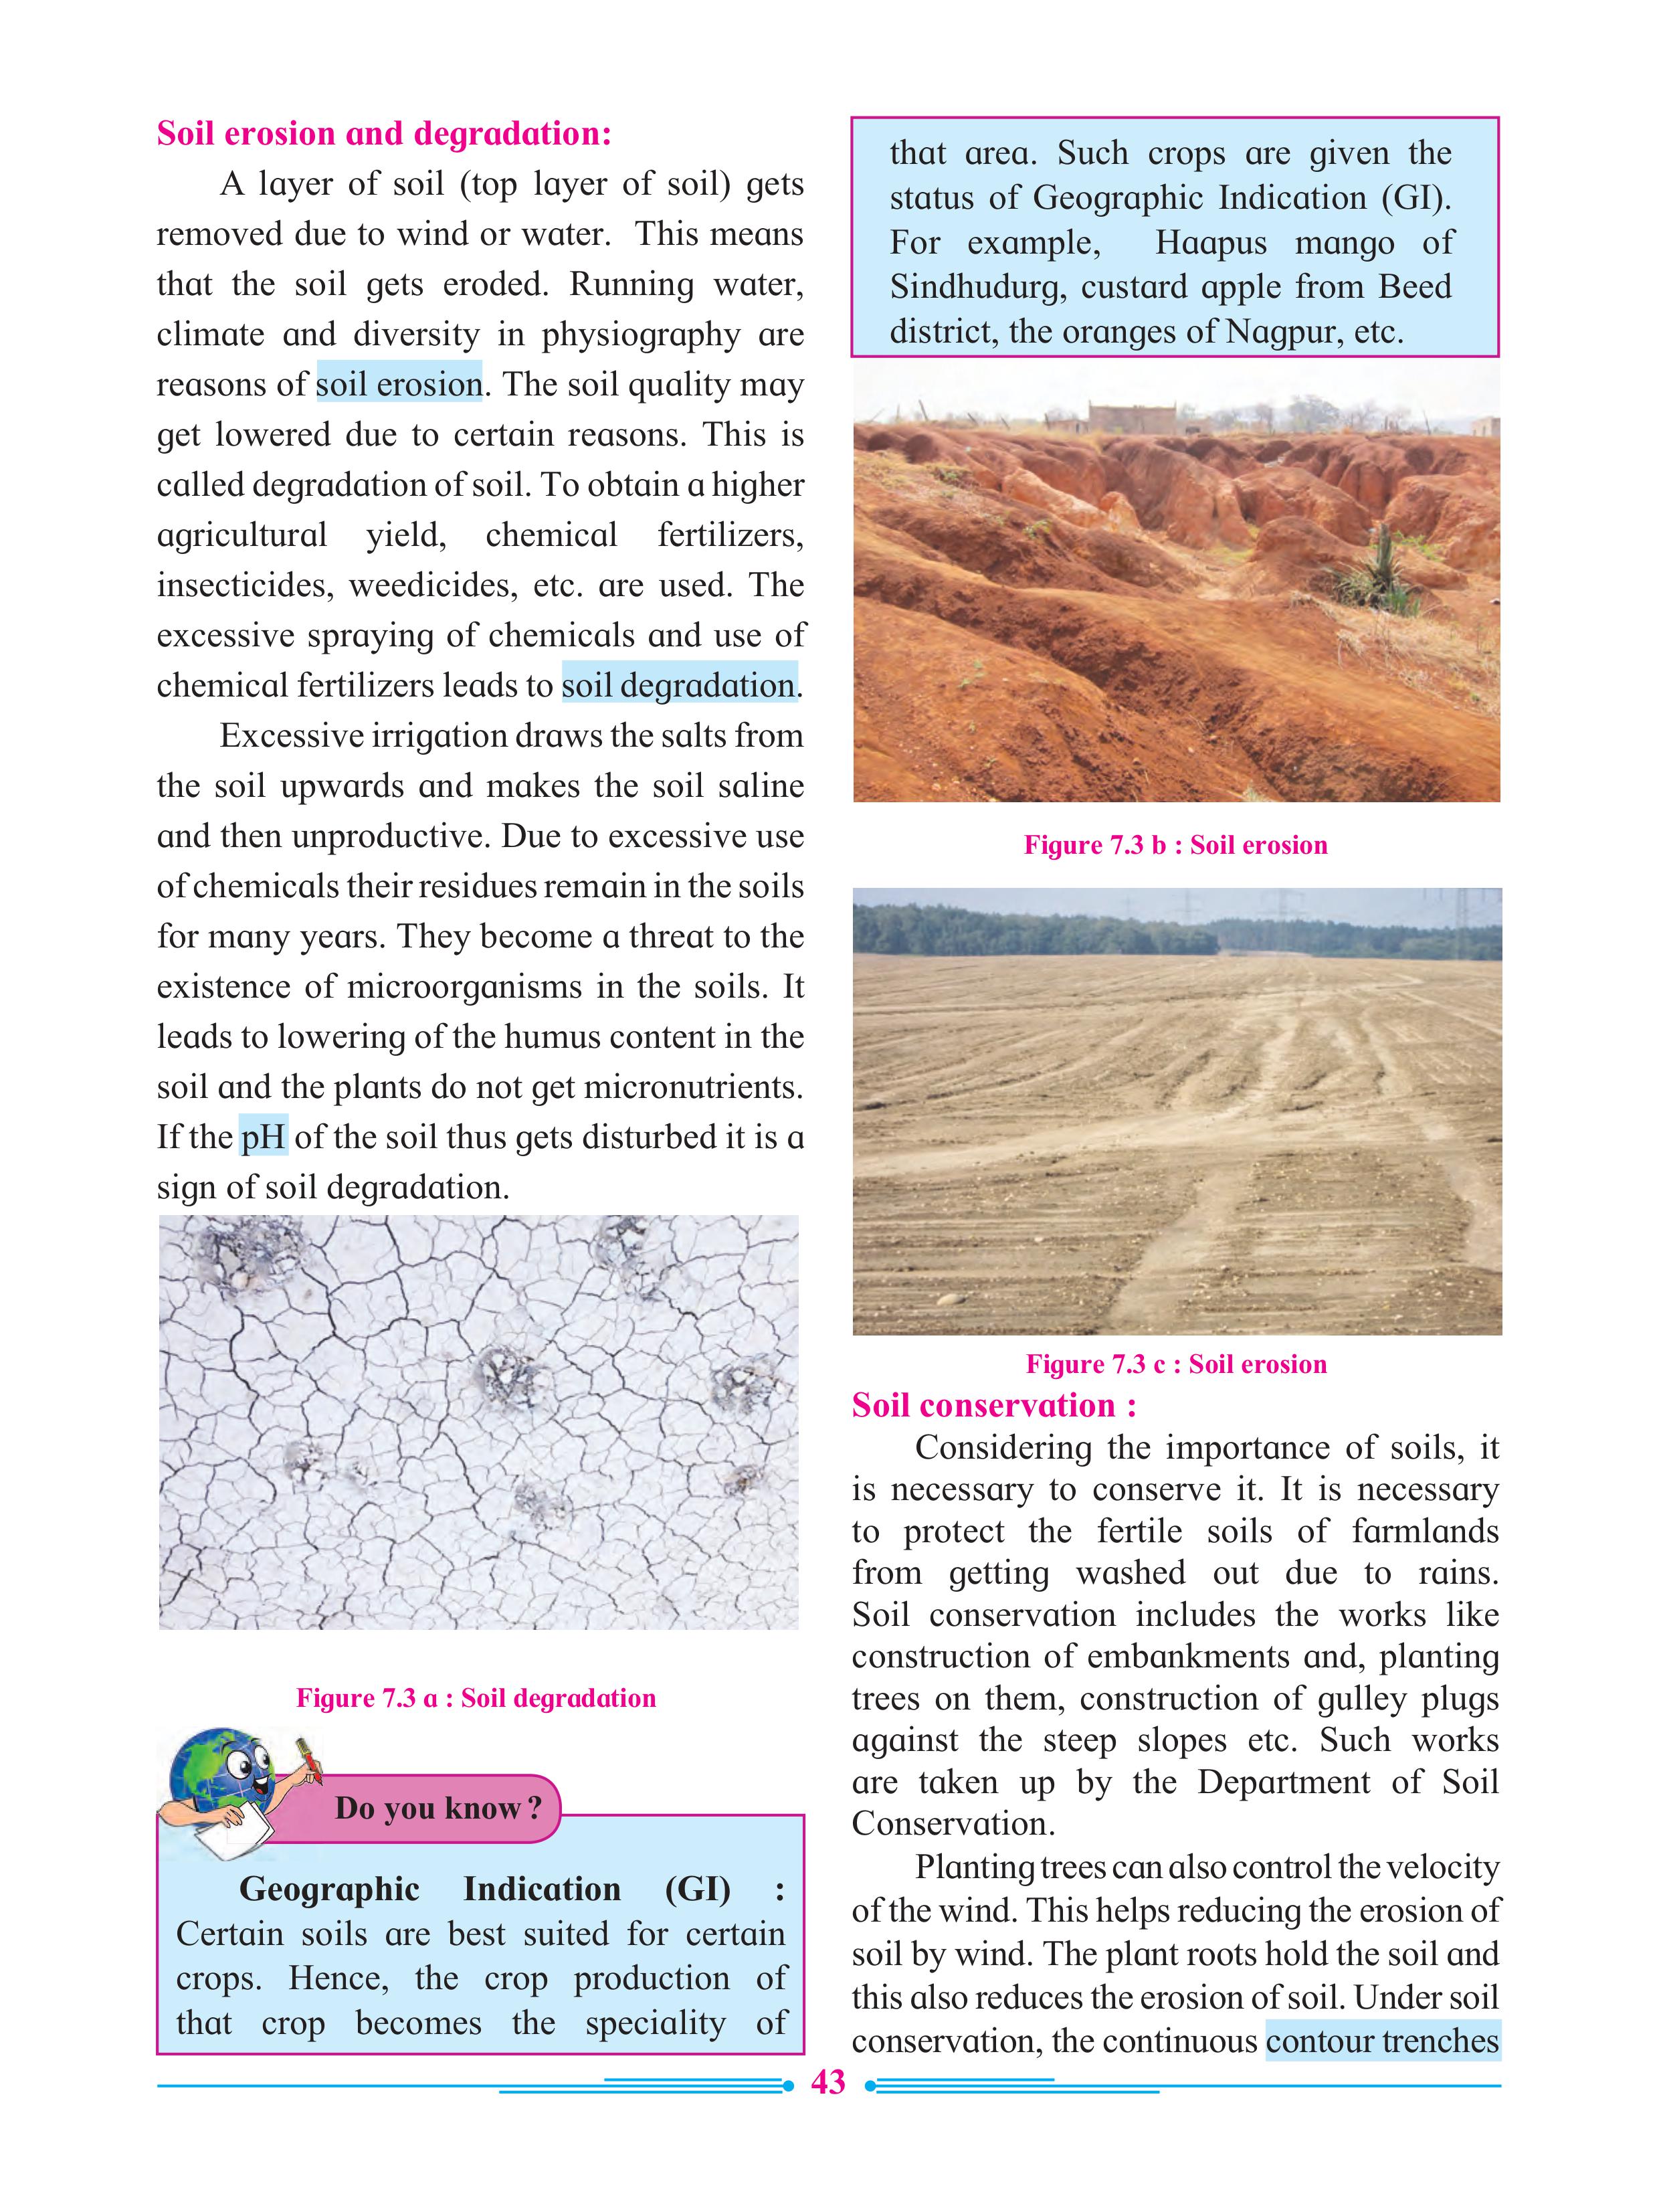 Soil erosion and degradation:
A layer of soil (top layer of soil) gets
removed due to wind or water. This means
that the soil gets eroded. Running water,
climate and diversity in physiography are
reasons of soil erosion. The soil quality may
get lowered due to certain reasons. This is
called degradation of soil. To obtain a higher
agricultural yield, chemical fertilizers,
insecticides, weedicides, etc. are used. The
excessive spraying of chemicals and use of
chemical fertilizers leads to soil degradation.
Excessive irrigation draws the salts from
the soil upwards and makes the soil saline
and then unproductive. Due to excessive use
of chemicals their residues remain in the soils
for many years. They become a threat to the
existence of microorganisms in the soils. It
leads to lowering of the humus content in the
soil and the plants do not get micronutrients.
If the pH of the soil thus gets disturbed it is a
sign of soil degradation.
Figure 7.3 a : Soil degradation
Do you know ?
Geographic Indication (GI) :
Certain soils are best suited for certain
crops. Hence, the crop production of
that crop becomes the speciality of
that area. Such crops are given the
status of Geographic Indication (GI).
For example, Haapus mango of
Sindhudurg, custard apple from Beed
district, the oranges of Nagpur, etc.
Figure 7.3 b : Soil erosion
Figure 7.3 c : Soil erosion
Soil conservation :
Considering the importance of soils, it
is necessary to conserve it. It is necessary
to protect the fertile soils of farmlands
from getting washed out due to rains.
Soil conservation includes the works like
construction of embankments and, planting
trees on them, construction of gulley plugs
against the steep slopes etc. Such works
are taken up by the Department of Soil
Conservation.
Planting trees can also control the velocity
of the wind. This helps reducing the erosion of
soil by wind. The plant roots hold the soil and
this also reduces the erosion of soil. Under soil
conservation, the continuous contour trenches
43